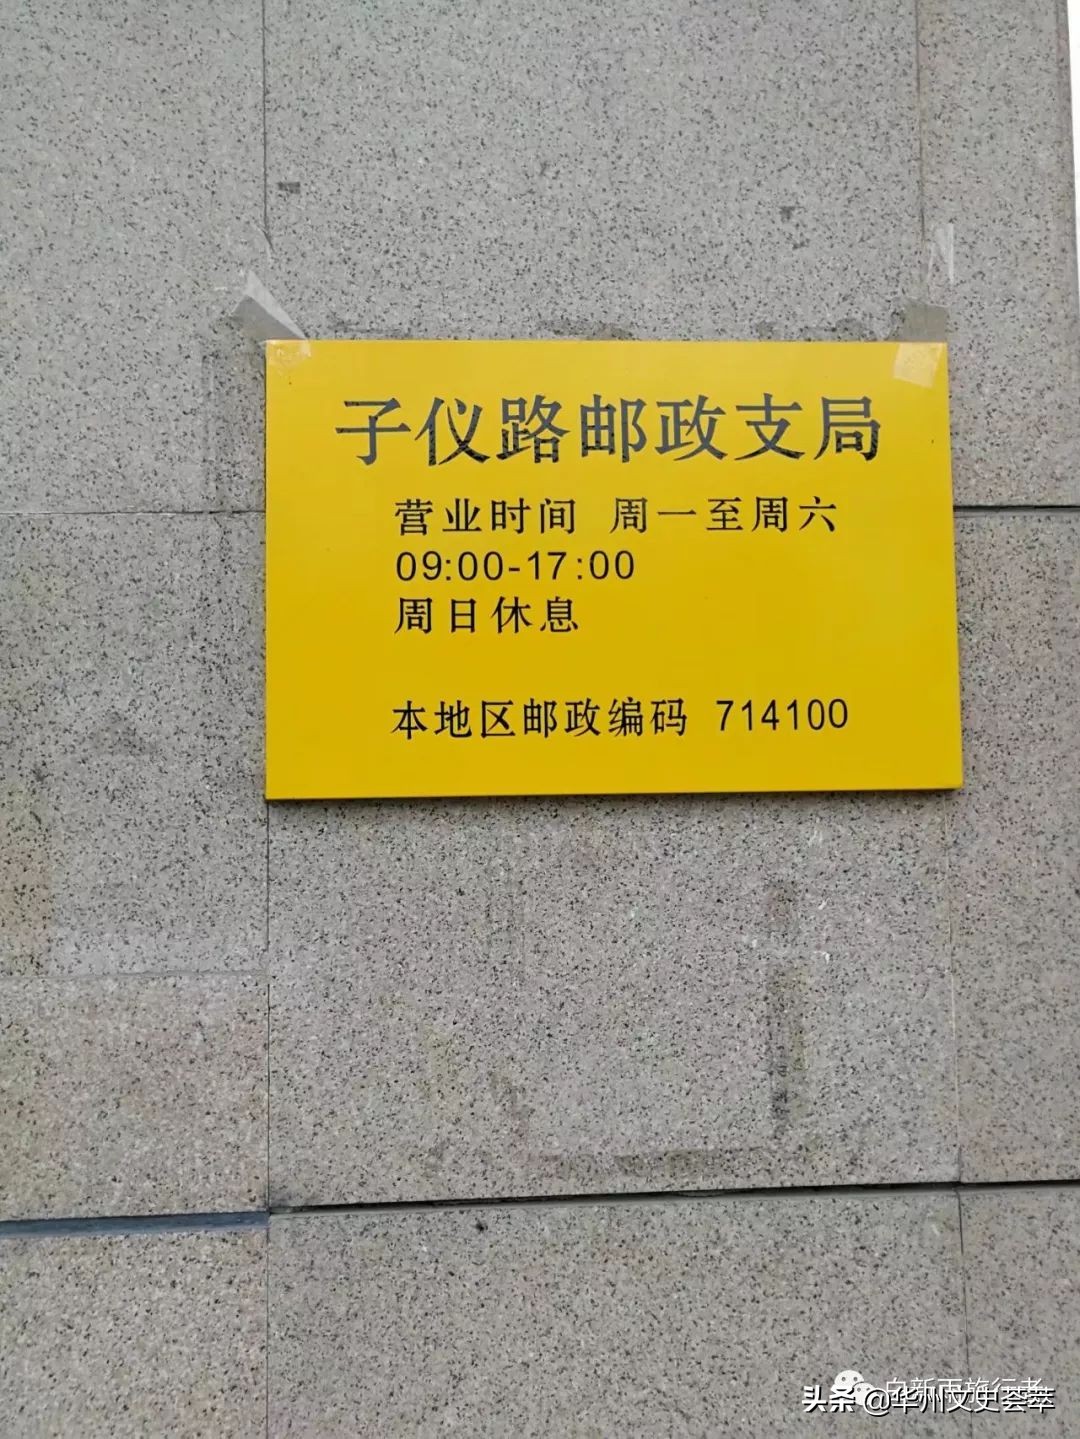 子仪路邮政支局
营业时间 周一至周六
09:00-17:00
周日休息
本地区邮政编码 714100
头条@华州文史荟萃